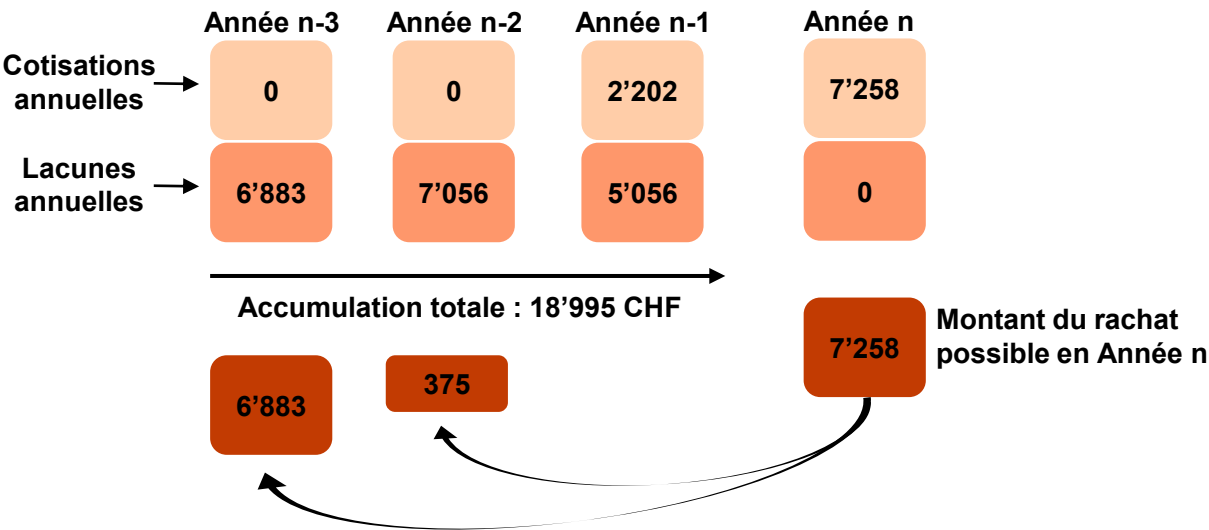 Année n-3 Année n-2 Année n-1 Année n
Cotisations
annuelles
0 0 2’202 7’258
Lacunes
annuelles
6’883 7’056 5’056 0
Accumulation totale : 18’995 CHF
7’258
Montant du rachat
possible en Année n
6’883 375